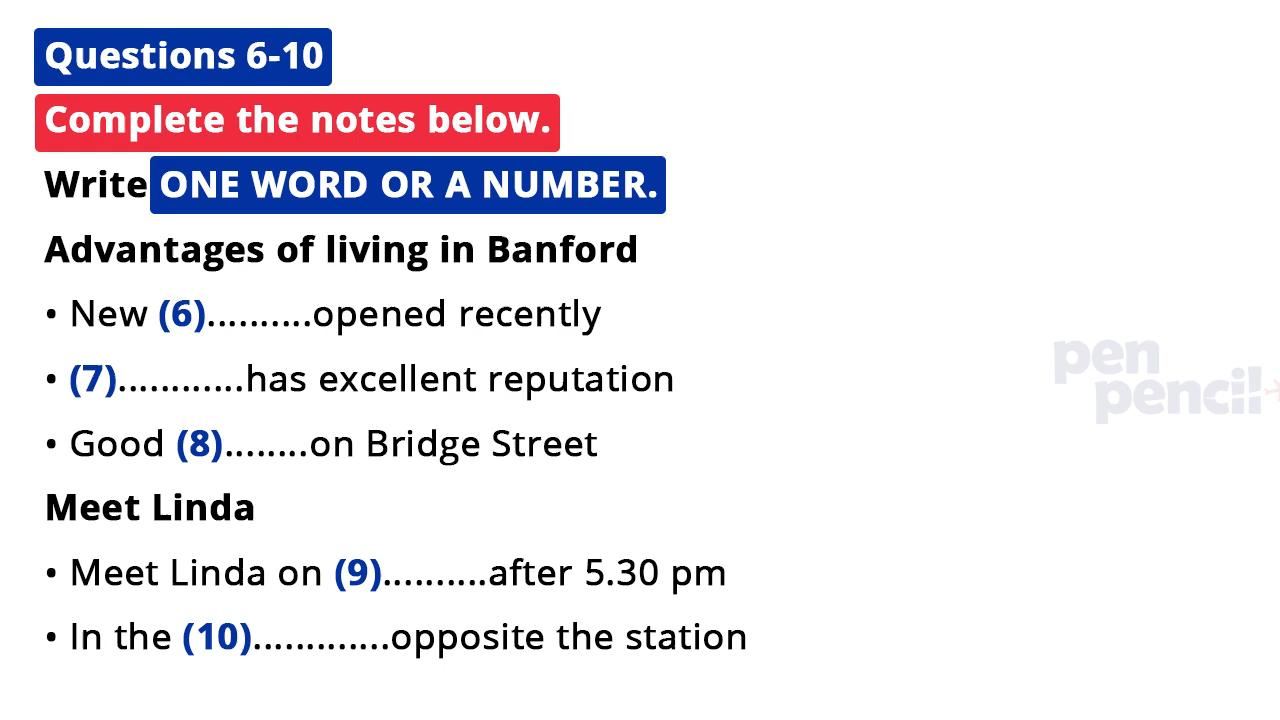 Questions 6-10
Complete the notes below.
Write ONE WORD OR A NUMBER.
Advantages of living in Banford
• New (6)..........opened recently
• (7)............has excellent reputation
• Good (8)........on Bridge Street
Meet Linda
• Meet Linda on (9)..........after 5.30 pm
• In the (10).............opposite the station
pen
pencil